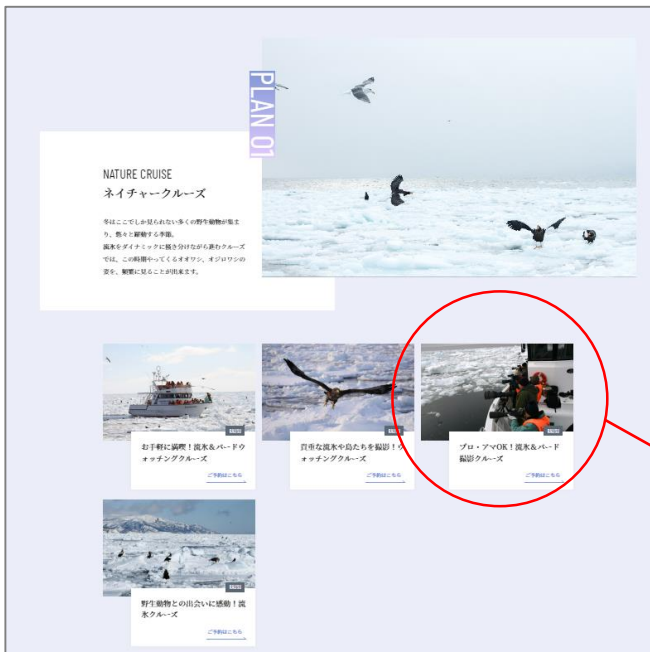 PLAN 01
NATURE CRUISE
ネイチャークルーズ
冬はここでしか見られない多くの野生動物が集ま
り、悠々と躍動する季節。
流氷をダイナミックに掻き分けながら進むクルーズ
では、この時期やってくるオオワシ、オジロワシの
姿を、頻繁に見ることが出来ます。
お手軽に満喫！流氷＆バードウ
ォッチングクルーズ
ご予約はこちら
貴重な流氷や鳥たちを撮影！ウ
ォッチングクルーズ
ご予約はこちら
プロ・アマOK！流氷＆バード
撮影クルーズ
ご予約はこちら
野生動物との出会いに感動！流
氷クルーズ
ご予約はこちら